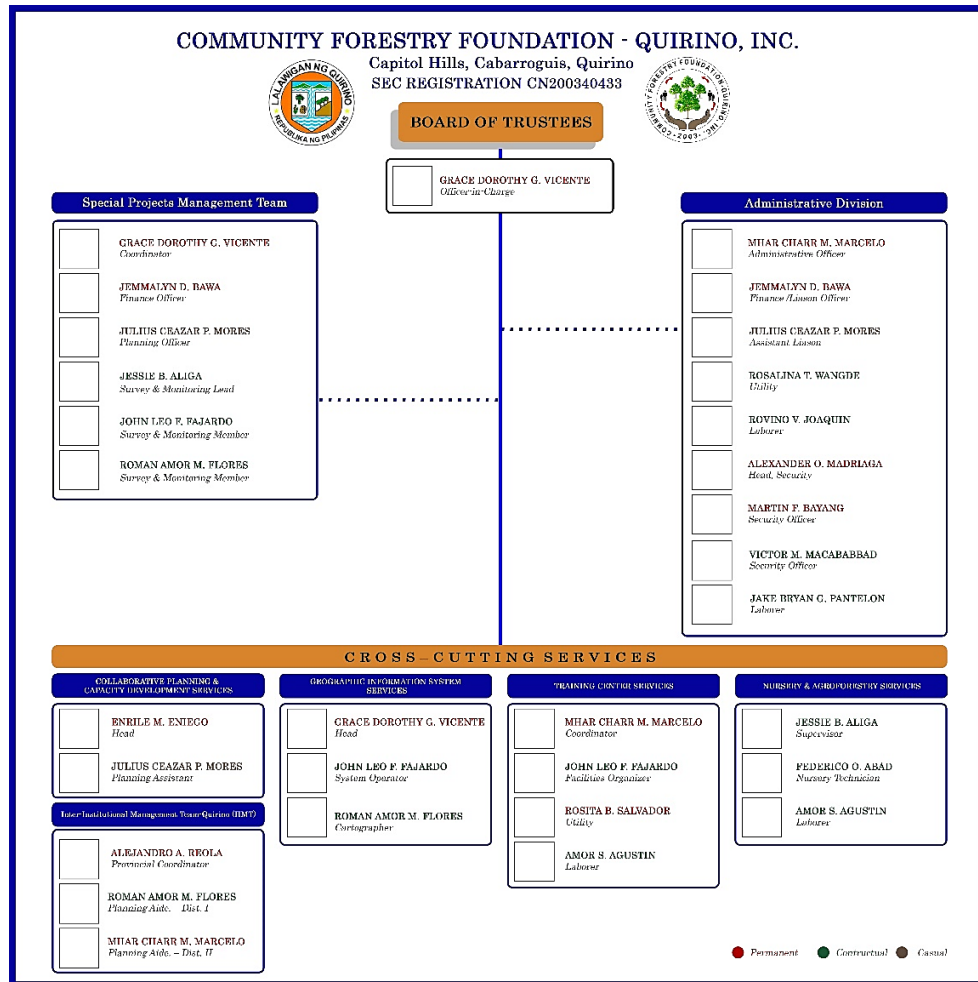 COMMUNITY FORESTRY FOUNDATION - QUIRINO, INC.
Capitol Hills, Cabarroguis, Quirino
SEC REGISTRATION CN200340433
LALAWIGAN NG QUIRINO
REPUBLIKA NG PILIPINAS
COMMUNITY FORESTRY FOUNDATION-QUIRINO, INC.
-2003-
BOARD OF TRUSTEES
GRACE DOROTHY G. VICENTE
Officer-in-Charge
Special Projects Management Team
GRACE DOROTHY G. VICENTE
Coordinator
JEMMALYN D. BAWA
Finance Officer
JULIUS CEAZAR P. MORES
Planning Officer
JESSIE B. ALIGA
Survey & Monitoring Lead
JOHN LEO F. FAJARDO
Survey & Monitoring Member
ROMAN AMOR M. FLORES
Survey & Monitoring Member
Administrative Division
MHAR CHARR M. MARCELO
Administrative Officer
JEMMALYN D. BAWA
Finance /Liason Officer
JULIUS CEAZAR P. MORES
Assistant Liason
ROSALINA T. WANGDE
Utility
ROVINO V. JOAQUIN
Laborer
ALEXANDER O. MADRIAGA
Head, Security
MARTIN F. BAYANG
Security Officer
VICTOR M. MACABABBAD
Security Officer
JAKE BRYAN G. PANTELON
Laborer
CROSS-CUTTING SERVICES
COLLABORATIVE PLANNING &
CAPACITY DEVELOPMENT SERVICES
ENRILE M. ENIEGO
Head
JULIUS CEAZAR P. MORES
Planning Assistant
Inter Institutional Management Team-Quirino (IIMT)
ALEJANDRO A. REOLA
Provincial Coordinator
ROMAN AMOR M. FLORES
Planning Aide. - Dist. I
MHAR CHARR M. MARCELO
Planning Aide. - Dist. II
GEOGRAPHIC INFORMATION SYSTEM
SERVICES
GRACE DOROTHY G. VICENTE
Head
JOHN LEO F. FAJARDO
System Operator
ROMAN AMOR M. FLORES
Cartographer
TRAINING CENTER SERVICES
MHAR CHARR M. MARCELO
Coordinator
JOHN LEO F. FAJARDO
Facilities Organizer
ROSITA B. SALVADOR
Utility
AMOR S. AGUSTIN
Laborer
NURSERY & AGROFORESTRY SERVICES
JESSIE B. ALIGA
Supervisor
FEDERICO O. ABAD
Nursery Technician
AMOR S. AGUSTIN
Laborer
Permanent
Contructual
Casual